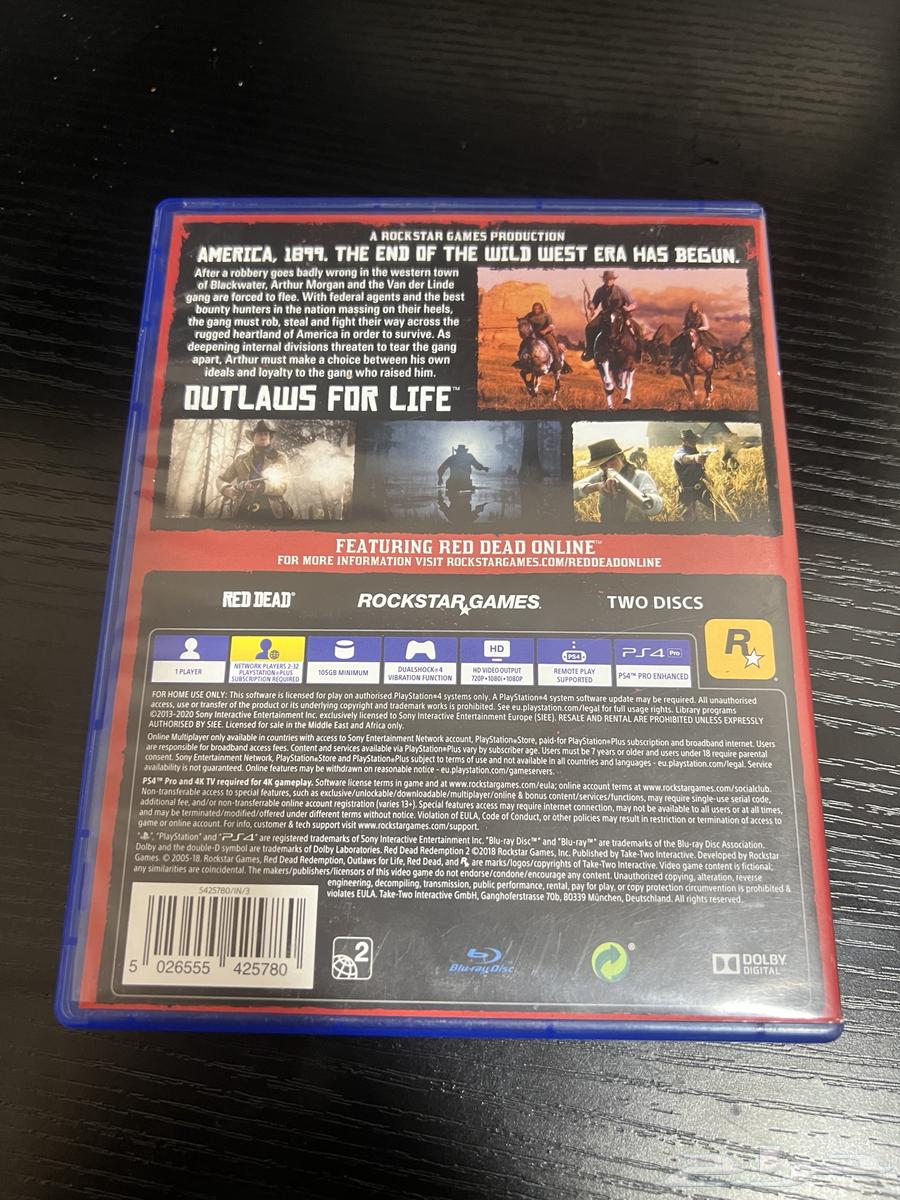 A ROCKSTAR GAMES PRODUCTION
AMERICA, 1899. THE END OF THE WILD WEST ERA HAS BEGUN.
After a robbery goes badly wrong in the western town
of Blackwater, Arthur Morgan and the Van der Linde
gang are forced to flee. With federal agents and the best
bounty hunters in the nation massing on their heels,
the gang must rob, steal and fight their way across the
rugged heartland of America in order to survive. As
deepening internal divisions threaten to tear the gang
apart, Arthur must make a choice between his own
ideals and loyalty to the gang who raised him.
OUTLAWS FOR LIFE™
FEATURING RED DEAD ONLINE™
FOR MORE INFORMATION VISIT ROCKSTARGAMES.COM/REDDEADONLINE
RED DEAD® ROCKSTAR GAMES. TWO DISCS
R
1 PLAYER
NETWORK PLAYERS 2-32
PLAYSTATION®PLUS
SUBSCRIPTION REQUIRED
105GB MINIMUM
DUALSHOCK®4
VIBRATION FUNCTION
HD
HD VIDEO OUTPUT
720P•1080i•1080P
PS4
REMOTE PLAY
SUPPORTED
PS4 Pro
PS4™ PRO ENHANCED
FOR HOME USE ONLY: This software is licensed for play on authorised PlayStation®4 systems only. A PlayStation®4 system software update may be required. All unauthorised
access, use or transfer of the product or its underlying copyright and trademark works is prohibited. See eu.playstation.com/legal for full usage rights. Library programs
©2013-2020 Sony Interactive Entertainment Inc. exclusively licensed to Sony Interactive Entertainment Europe (SIEE). RESALE AND RENTAL ARE PROHIBITED UNLESS EXPRESSLY
AUTHORISED BY SIEE. Licensed for sale in the Middle East and Africa only.
Online Multiplayer only available in countries with access to Sony Entertainment Network account, PlayStation®Store, paid-for PlayStation®Plus subscription and broadband internet. Users
are responsible for broadband access fees. Content and services available via PlayStation®Plus vary by subscriber age. Users must be 7 years or older and users under 18 require parental
consent. Sony Entertainment Network, PlayStation®Store and PlayStation®Plus subject to terms of use and not available in all countries and languages - eu.playstation.com/legal. Service
availability is not guaranteed. Online features may be withdrawn on reasonable notice - eu.playstation.com/gameservers.
PS4™ Pro and 4K TV required for 4K gameplay. Software license terms in game and at www.rockstargames.com/eula; online account terms at www.rockstargames.com/socialclub.
Non-transferable access to special features, such as exclusive/unlockable/downloadable/multiplayer/online & bonus content/services/functions, may require single-use serial code,
additional fee, and/or non-transferrable online account registration (varies 13+). Special features access may require internet connection, may not be available to all users or at all times,
and may be terminated/modified/offered under different terms without notice. Violation of EULA, Code of Conduct, or other policies may result in restriction or termination of access to
game or online account. For info, customer & tech support visit www.rockstargames.com/support.
"PS", "PlayStation" and "PS4" are registered trademarks of Sony Interactive Entertainment Inc. "Blu-ray Disc™" and "Blu-ray™" are trademarks of the Blu-ray Disc Association.
Dolby and the double-D symbol are trademarks of Dolby Laboratories. Red Dead Redemption 2 ©2018 Rockstar Games, Inc. Published by Take-Two Interactive. Developed by Rockstar
Games. © 2005-18. Rockstar Games, Red Dead Redemption, Outlaws for Life, Red Dead, and R★ are marks/logos/copyrights of Take-Two Interactive. Video game content is fictional;
any similarities are coincidental. The makers/publishers/licensors of this video game do not endorse/condone/encourage any content. Unauthorized copying, alteration, reverse
engineering, decompiling, transmission, public performance, rental, pay for play, or copy protection circumvention is prohibited &
violates EULA. Take-Two Interactive GmbH, Ganghoferstrasse 70b, 80339 München, Deutschland. All rights reserved.
5425780/IN/3
5 026555 425780
2
Blu-ray Disc
®
DOLBY
DIGITAL